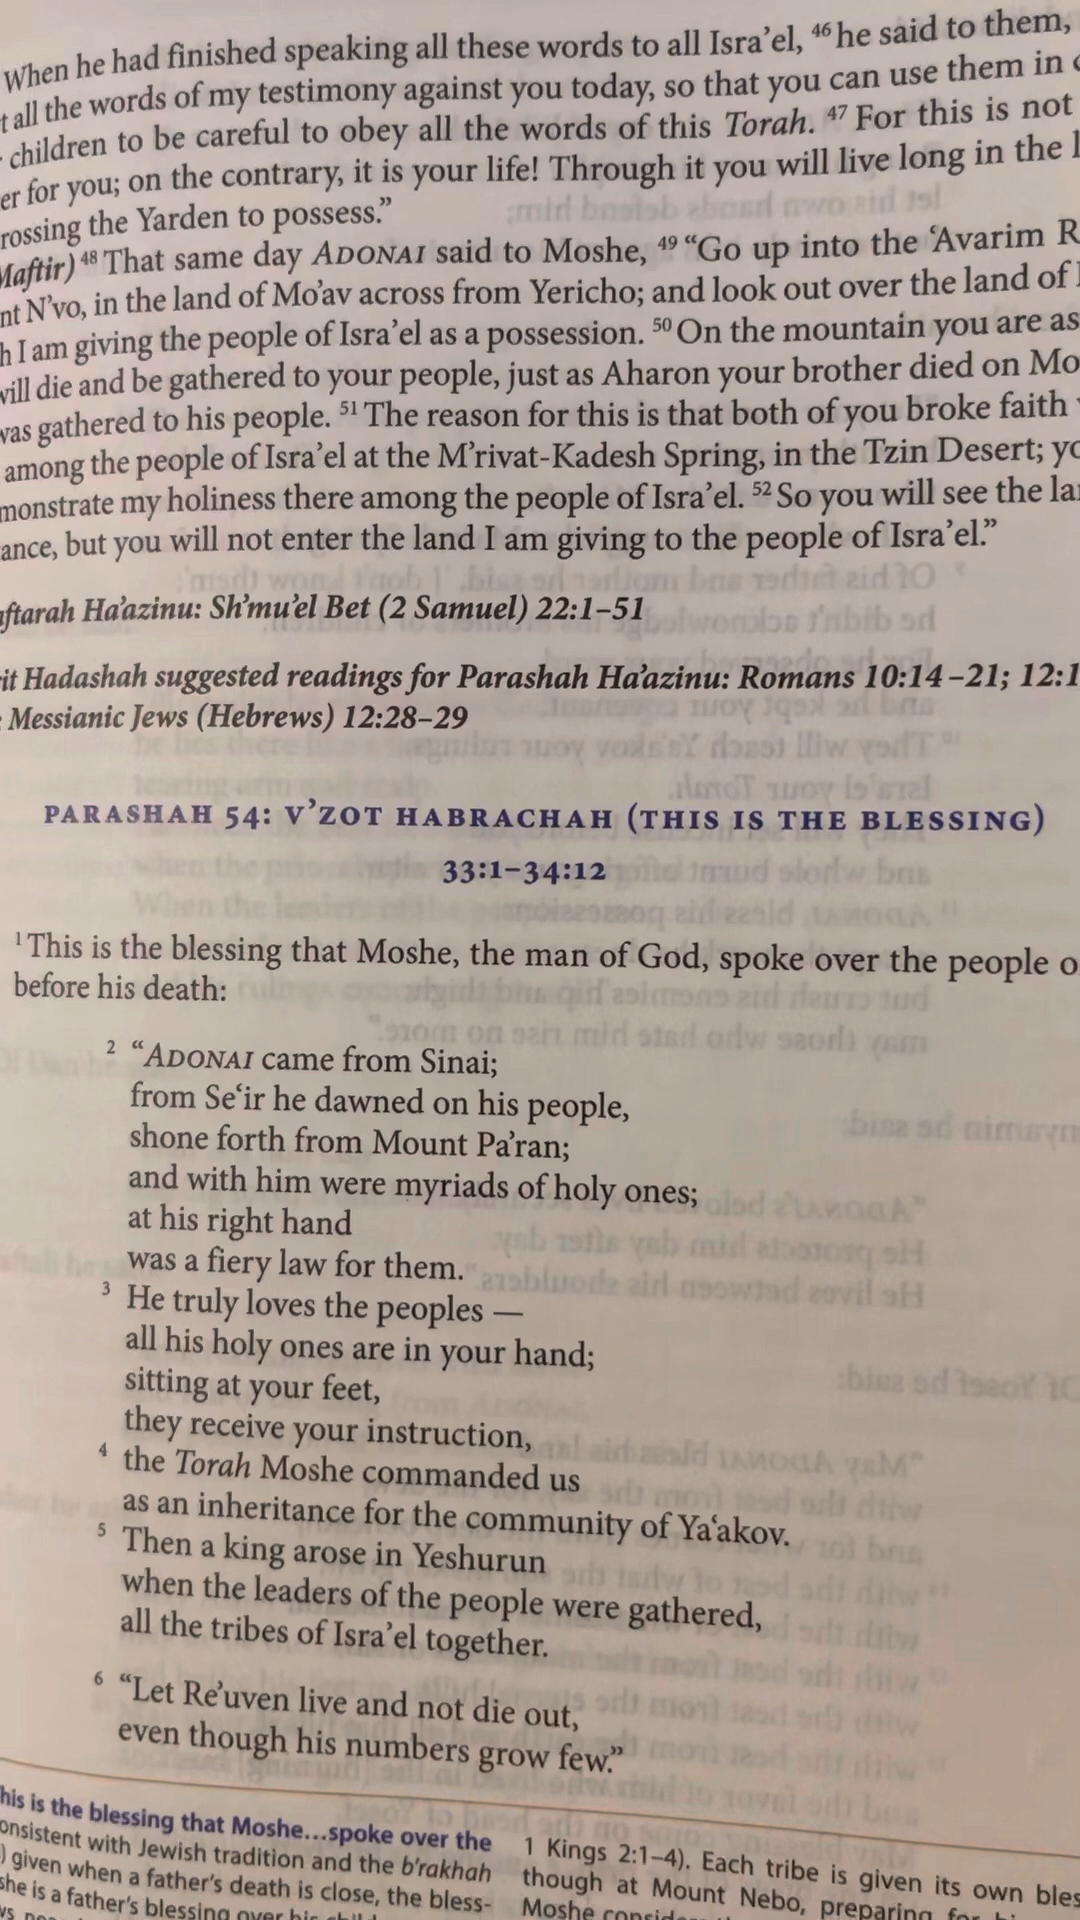 When he had finished speaking all these words to all Isra’el, 46 he said to them,
all the words of my testimony against you today, so that you can use them in
children to be careful to obey all the words of this Torah. 47 For this is not
er for you; on the contrary, it is your life! Through it you will live long in the l
rossing the Yarden to possess.”
Maftir) 48 That same day ADONAI said to Moshe, 49 “Go up into the ‘Avarim R
nt N’vo, in the land of Mo’av across from Yericho; and look out over the land of
h I am giving the people of Isra’el as a possession. 50 On the mountain you are as
will die and be gathered to your people, just as Aharon your brother died on Mo
was gathered to his people. 51 The reason for this is that both of you broke faith
among the people of Isra’el at the M’rivat-Kadesh Spring, in the Tzin Desert; yo
monstrate my holiness there among the people of Isra’el. 52 So you will see the la
ance, but you will not enter the land I am giving to the people of Isra’el.”
aftarah Ha’azinu: Sh’mu’el Bet (2 Samuel) 22:1–51
it Hadashah suggested readings for Parashah Ha’azinu: Romans 10:14–21; 12:1
Messianic Jews (Hebrews) 12:28–29
PARASHAH 54: V’ZOT HABRACHAH (THIS IS THE BLESSING)
33:1–34:12
1 This is the blessing that Moshe, the man of God, spoke over the people o
before his death:
2 “ADONAI came from Sinai;
from Se‘ir he dawned on his people,
shone forth from Mount Pa’ran;
and with him were myriads of holy ones;
at his right hand
was a fiery law for them.
3 He truly loves the peoples —
all his holy ones are in your hand;
sitting at your feet,
they receive your instruction,
4 the Torah Moshe commanded us
as an inheritance for the community of Ya‘akov.
5 Then a king arose in Yeshurun
when the leaders of the people were gathered,
all the tribes of Isra’el together.
6 “Let Re’uven live and not die out,
even though his numbers grow few.”
his is the blessing that Moshe...spoke over the
onsistent with Jewish tradition and the b’rakhah
) given when a father’s death is close, the bless-
she is a father’s blessing over his
1 Kings 2:1–4). Each tribe is given its own bles
though at Mount Nebo, preparing for
Moshe